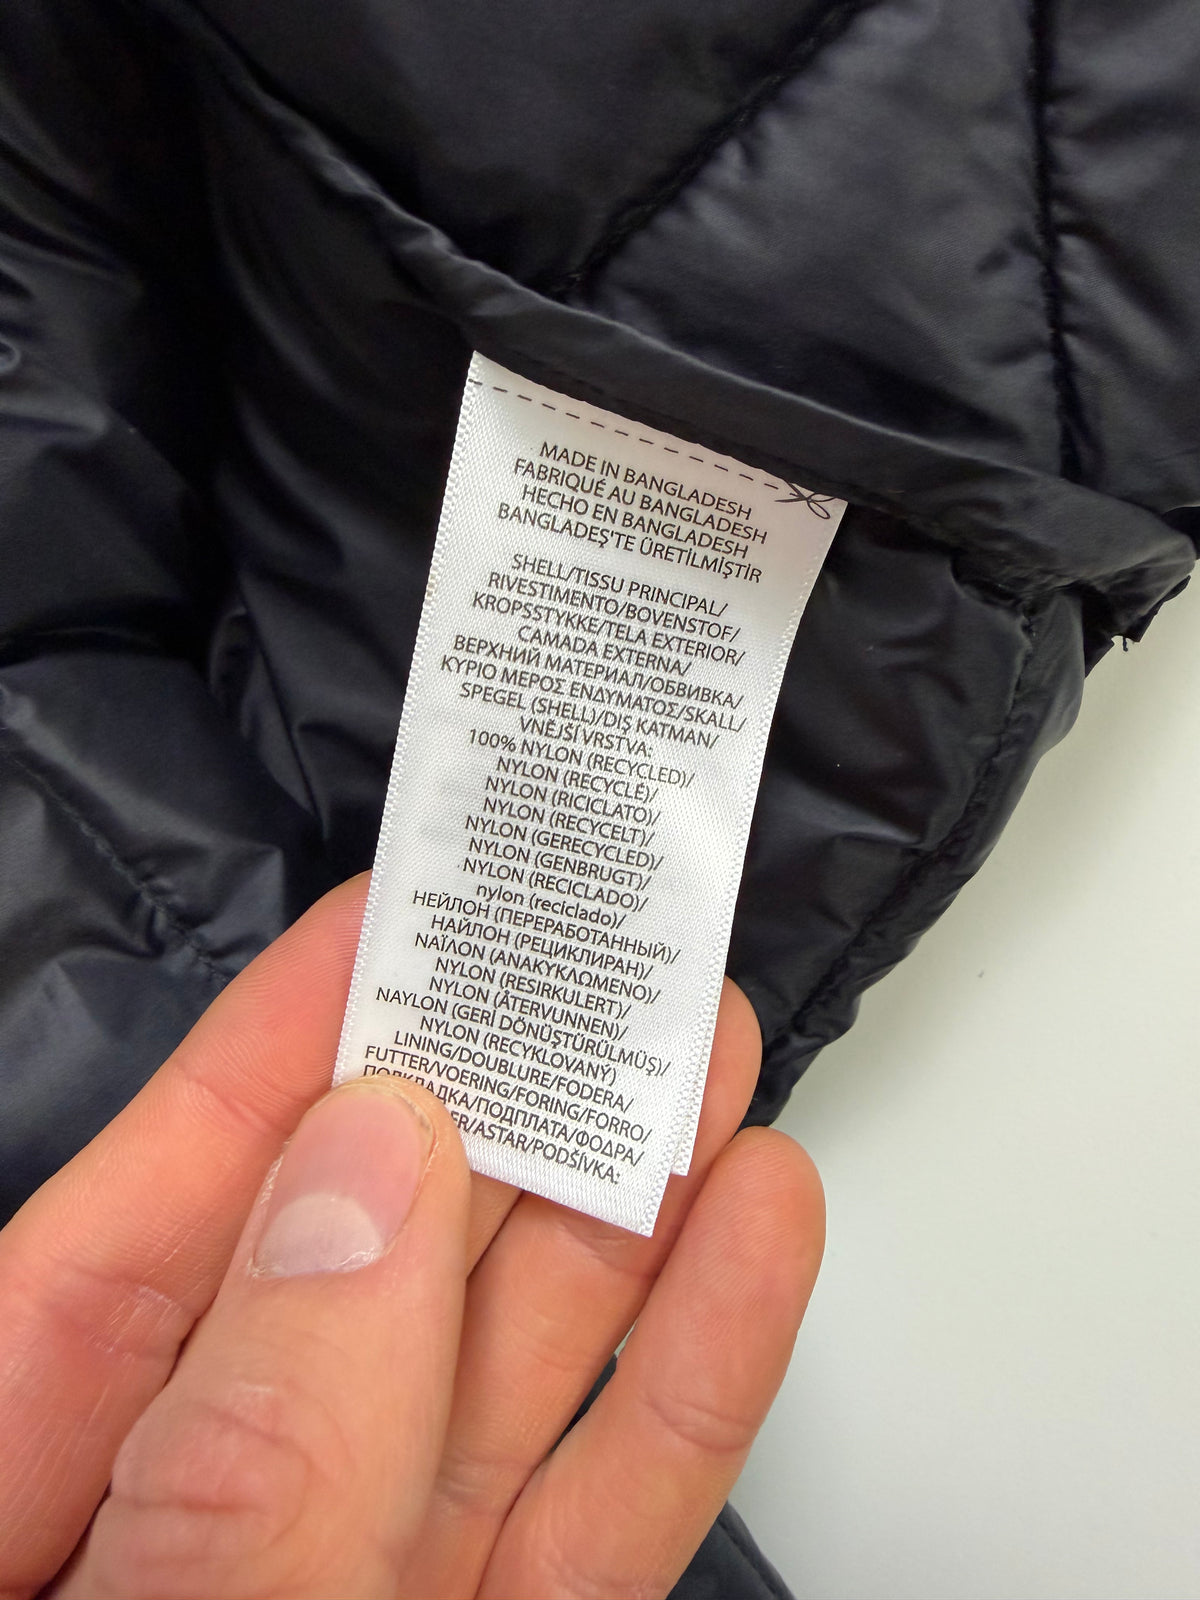 MADE IN BANGLADESH
FABRIQUÉ AU BANGLADESH
HECHO EN BANGLADESH
BANGLADEŞ'TE ÜRETİLMİŞTİR
SHELL/TISSU PRINCIPAL/
RIVESTIMENTO/BOVENSTOF/
KROPSSTYKKE/TELA EXTERIOR/
CAMADA EXTERNA/
ВЕРХНИЙ МАТЕРИАЛ/ОБВИВКА/
ΚΥΡΙΟ ΜΕΡΟΣ ΕΝΔΥΜΑΤΟΣ/SKALL/
SPEGEL (SHELL)/DIŞ KATMAN/
VNĚJŠÍ VRSTVA:
100% NYLON (RECYCLED)/
NYLON (RECYCLÉ)/
NYLON (RICICLATO)/
NYLON (RECYCELT)/
NYLON (GERECYCLED)/
NYLON (GENBRUGT)/
NYLON (RECICLADO)/
nylon (reciclado)/
НЕЙЛОН (ПЕРЕРАБОТАННЫЙ)/
НАЙЛОН (РЕЦИКЛИРАН)/
ΝΑΪΛΟΝ (ΑΝΑΚΥΚΛΩΜΕΝΟ)/
NYLON (RESIRKULERT)/
NYLON (ÅTERVUNNEN)/
NAYLON (GERİ DÖNÜŞTÜRÜLMÜŞ)/
NYLON (RECYKLOVANÝ)
LINING/DOUBLURE/FODERA/
FUTTER/VOERING/FORING/FORRO/
ПОДКЛАДКА/ПОДПЛАТА/ΦΟΔΡΑ/
/ASTAR/PODŠÍVKA: